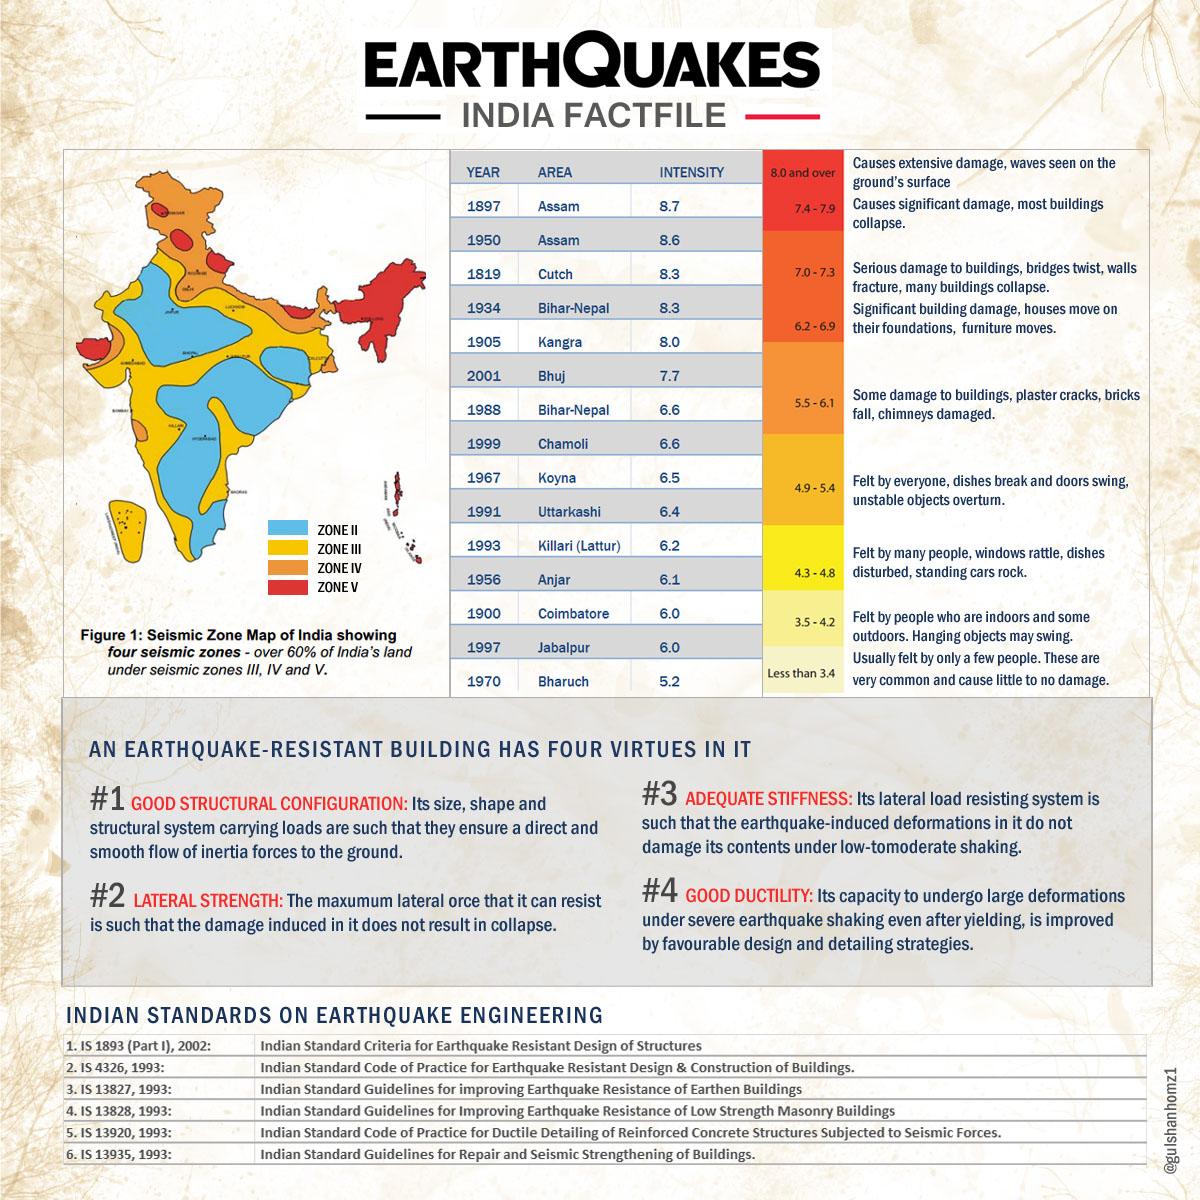 EARTHQUAKES
INDIA FACTFILE
DELHI
JAIPUR
LUCKNOW
BHOPAL
AHMEDABAD
CALCUTTA
BOMBAY
KILLARI
HYDERABAD
MADRAS
ZONE II
ZONE III
ZONE IV
ZONE V
Figure 1: Seismic Zone Map of India showing
four seismic zones - over 60% of India's land
under seismic zones III, IV and V.
YEAR AREA INTENSITY
1897 Assam 8.7
1950 Assam 8.6
1819 Cutch 8.3
1934 Bihar-Nepal 8.3
1905 Kangra 8.0
2001 Bhuj 7.7
1988 Bihar-Nepal 6.6
1999 Chamoli 6.6
1967 Koyna 6.5
1991 Uttarkashi 6.4
1993 Killari (Lattur) 6.2
1956 Anjar 6.1
1900 Coimbatore 6.0
1997 Jabalpur 6.0
1970 Bharuch 5.2
8.0 and over Causes extensive damage, waves seen on the
ground's surface
7.4 - 7.9 Causes significant damage, most buildings
collapse.
7.0 - 7.3 Serious damage to buildings, bridges twist, walls
fracture, many buildings collapse.
6.2 - 6.9 Significant building damage, houses move on
their foundations, furniture moves.
5.5 - 6.1 Some damage to buildings, plaster cracks, bricks
fall, chimneys damaged.
4.9 - 5.4 Felt by everyone, dishes break and doors swing,
unstable objects overturn.
4.3 - 4.8 Felt by many people, windows rattle, dishes
disturbed, standing cars rock.
3.5 - 4.2 Felt by people who are indoors and some
outdoors. Hanging objects may swing.
Less than 3.4 Usually felt by only a few people. These are
very common and cause little to no damage.
AN EARTHQUAKE-RESISTANT BUILDING HAS FOUR VIRTUES IN IT
#1 GOOD STRUCTURAL CONFIGURATION: Its size, shape and
structural system carrying loads are such that they ensure a direct and
smooth flow of inertia forces to the ground.
#2 LATERAL STRENGTH: The maxumum lateral orce that it can resist
is such that the damage induced in it does not result in collapse.
#3 ADEQUATE STIFFNESS: Its lateral load resisting system is
such that the earthquake-induced deformations in it do not
damage its contents under low-tomoderate shaking.
#4 GOOD DUCTILITY: Its capacity to undergo large deformations
under severe earthquake shaking even after yielding, is improved
by favourable design and detailing strategies.
INDIAN STANDARDS ON EARTHQUAKE ENGINEERING
1. IS 1893 (Part I), 2002: Indian Standard Criteria for Earthquake Resistant Design of Structures
2. IS 4326, 1993: Indian Standard Code of Practice for Earthquake Resistant Design & Construction of Buildings.
3. IS 13827, 1993: Indian Standard Guidelines for improving Earthquake Resistance of Earthen Buildings
4. IS 13828, 1993: Indian Standard Guidelines for Improving Earthquake Resistance of Low Strength Masonry Buildings
5. IS 13920, 1993: Indian Standard Code of Practice for Ductile Detailing of Reinforced Concrete Structures Subjected to Seismic Forces.
6. IS 13935, 1993: Indian Standard Guidelines for Repair and Seismic Strengthening of Buildings.
@gulshanhomz1